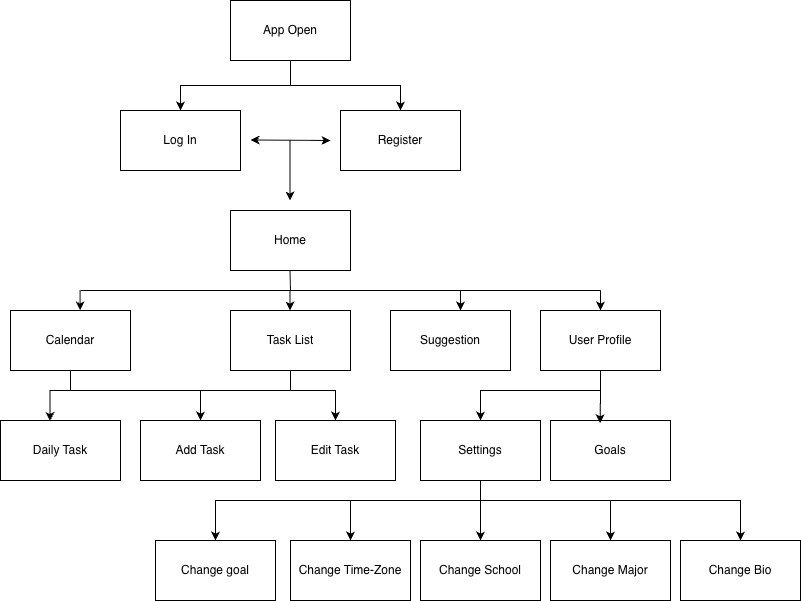 App Open
Log In
Register
Home
Calendar
Task List
Suggestion
User Profile
Daily Task
Add Task
Edit Task
Settings
Goals
Change goal
Change Time-Zone
Change School
Change Major
Change Bio